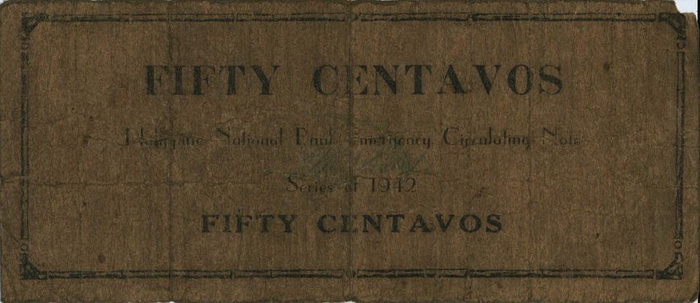 FIFTY CENTAVOS
Philippine National Bank Emergency Circulating Note
Series of 1942
FIFTY CENTAVOS